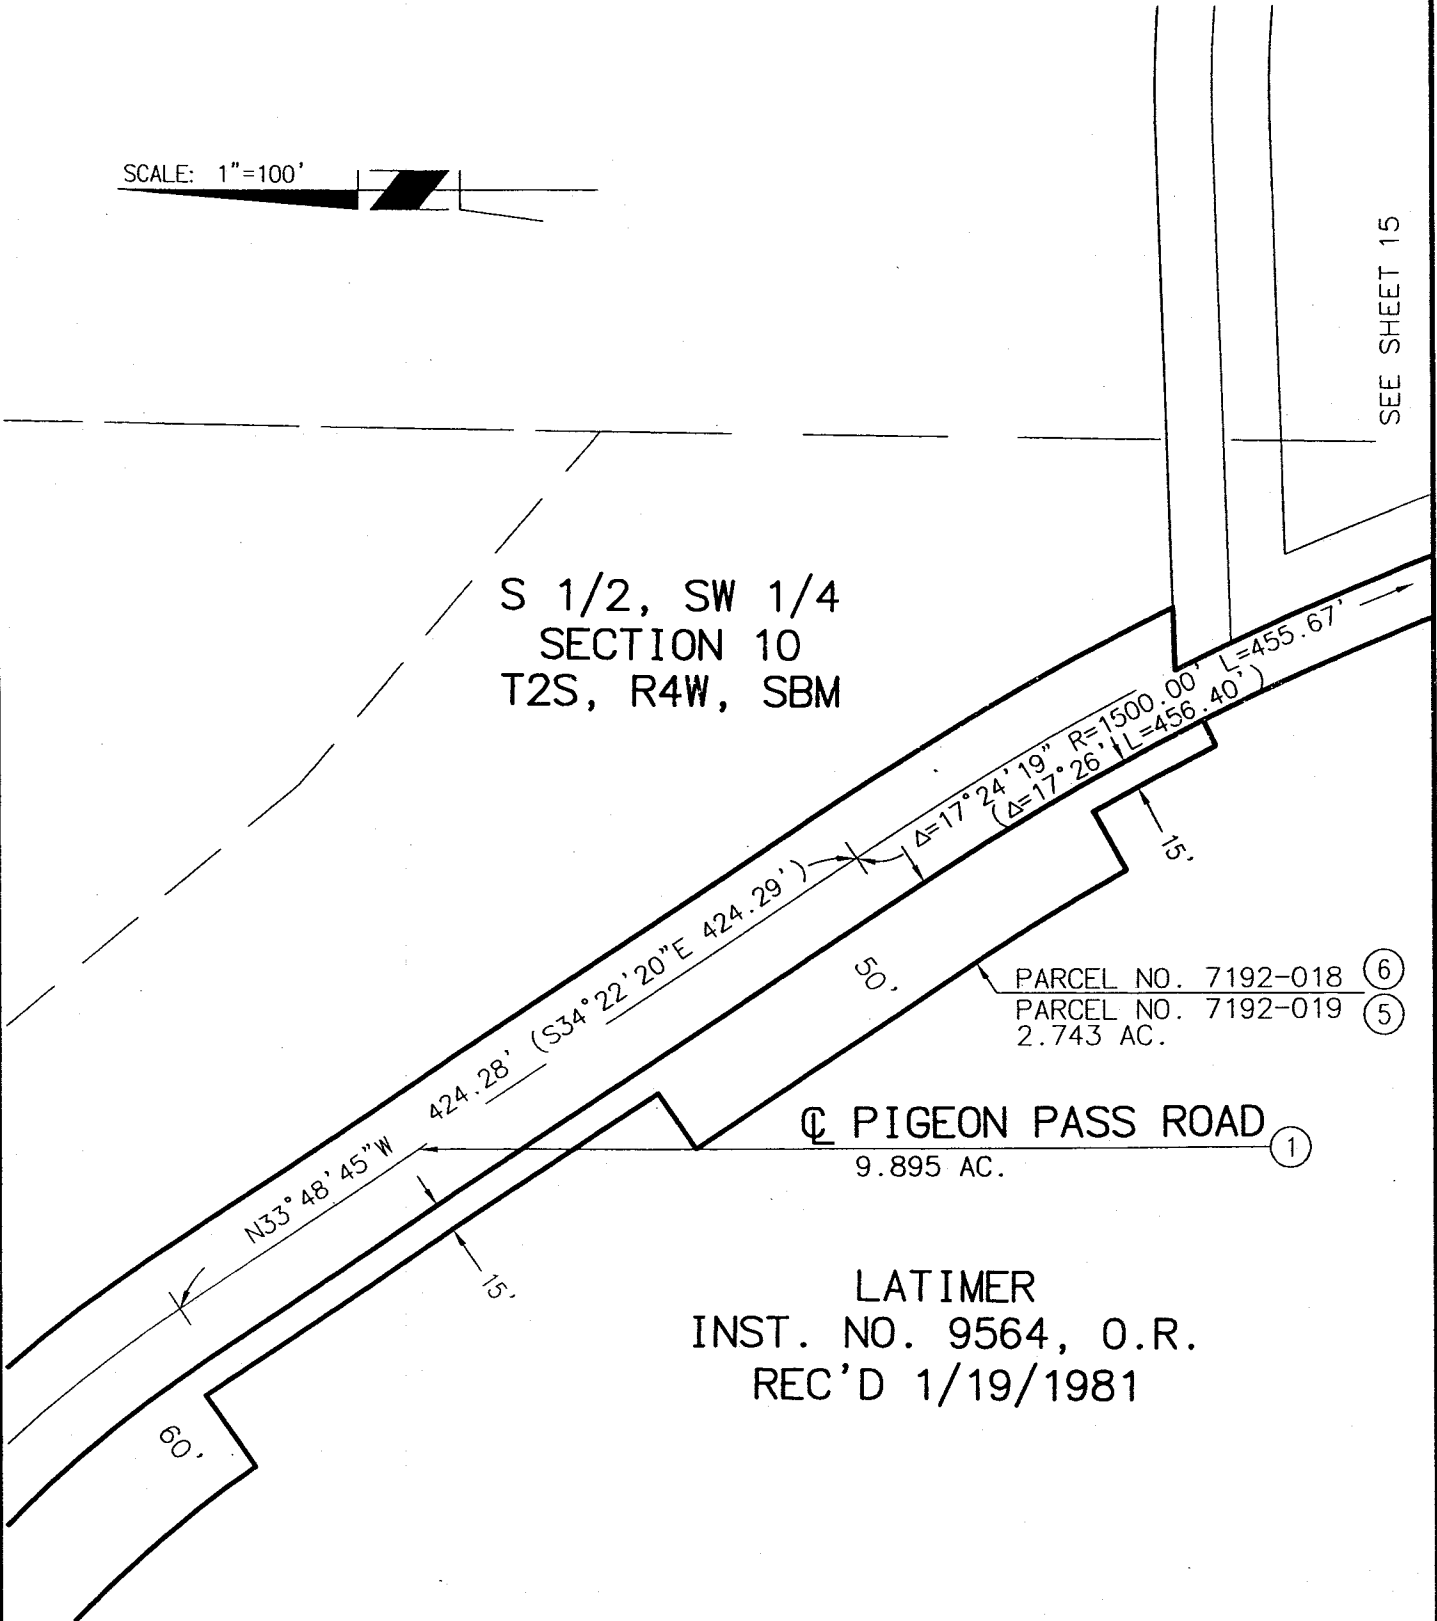 SCALE: 1"=100'
SEE SHEET 15
S 1/2, SW 1/4
SECTION 10
T2S, R4W, SBM
Δ=17°24'19" R=1500.00' L=455.67'
(Δ=17°26' L=456.40')
N33°48'45"W 424.28' (S34°22'20"E 424.29')
15'
50'
PARCEL NO. 7192-018 6
PARCEL NO. 7192-019 5
2.743 AC.
℄ PIGEON PASS ROAD 1
9.895 AC.
15'
60'
LATIMER
INST. NO. 9564, O.R.
REC'D 1/19/1981